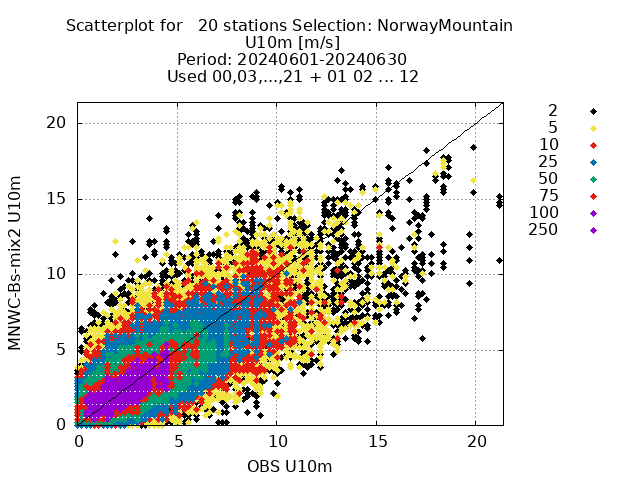 Scatterplot for   20 stations Selection: NorwayMountain
U10m [m/s]
Period: 20240601-20240630
Used 00,03,...,21 + 01 02 ... 12
2
5
10
25
50
75
100
250
20
15
10
5
0
MNWC-Bs-mix2 U10m
0 5 10 15 20
OBS U10m